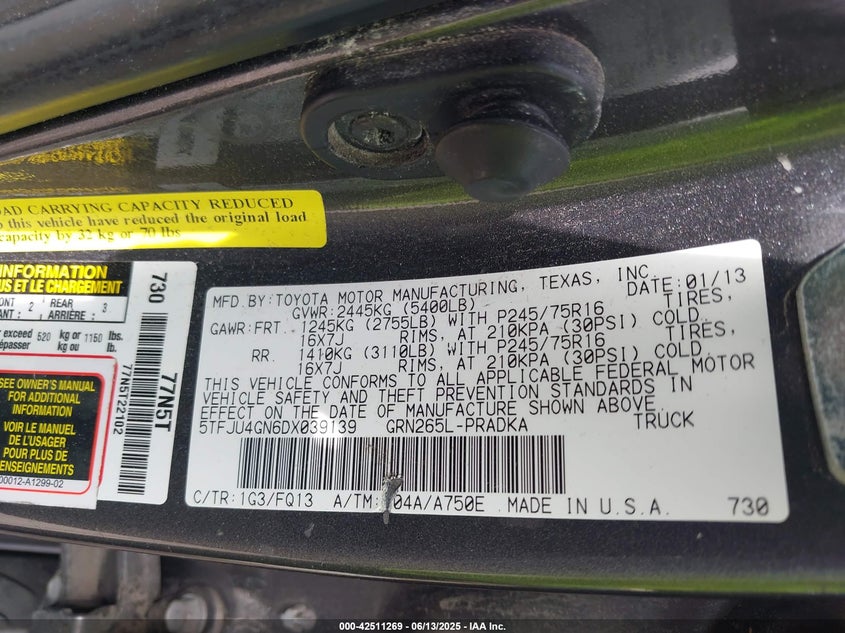 OAD CARRYING CAPACITY REDUCED
o this vehicle have reduced the original load
capacity by 32 kg or 70 lbs
INFORMATION
US ET LE CHARGEMENT
ONT 2 REAR 3
ANT : ARRIÈRE :
exceed 520 kg or 1150 lbs.
épasser kg ou lb.
SEE OWNER'S MANUAL
FOR ADDITIONAL
INFORMATION
VOIR LE MANUEL
DE L'USAGER
POUR PLUS DE
RENSEIGNEMENTS
00012-A1299-02
730
77N5T
77N5T22102
MFD.BY:TOYOTA MOTOR MANUFACTURING, TEXAS, INC.
GVWR:2445KG (5400LB) DATE:01/13
GAWR:FRT. 1245KG (2755LB) WITH P245/75R16 TIRES,
16X7J RIMS, AT 210KPA (30PSI) COLD.
RR. 1410KG (3110LB) WITH P245/75R16 TIRES,
16X7J RIMS, AT 210KPA (30PSI) COLD.
THIS VEHICLE CONFORMS TO ALL APPLICABLE FEDERAL MOTOR
VEHICLE SAFETY AND THEFT PREVENTION STANDARDS IN
EFFECT ON THE DATE OF MANUFACTURE SHOWN ABOVE.
5TFJU4GN6DX039139 GRN265L-PRADKA TRUCK
C/TR:1G3/FQ13 A/TM: 04A/A750E MADE IN U.S.A. 730
000-42511269 - 06/13/2025 - IAA Inc.